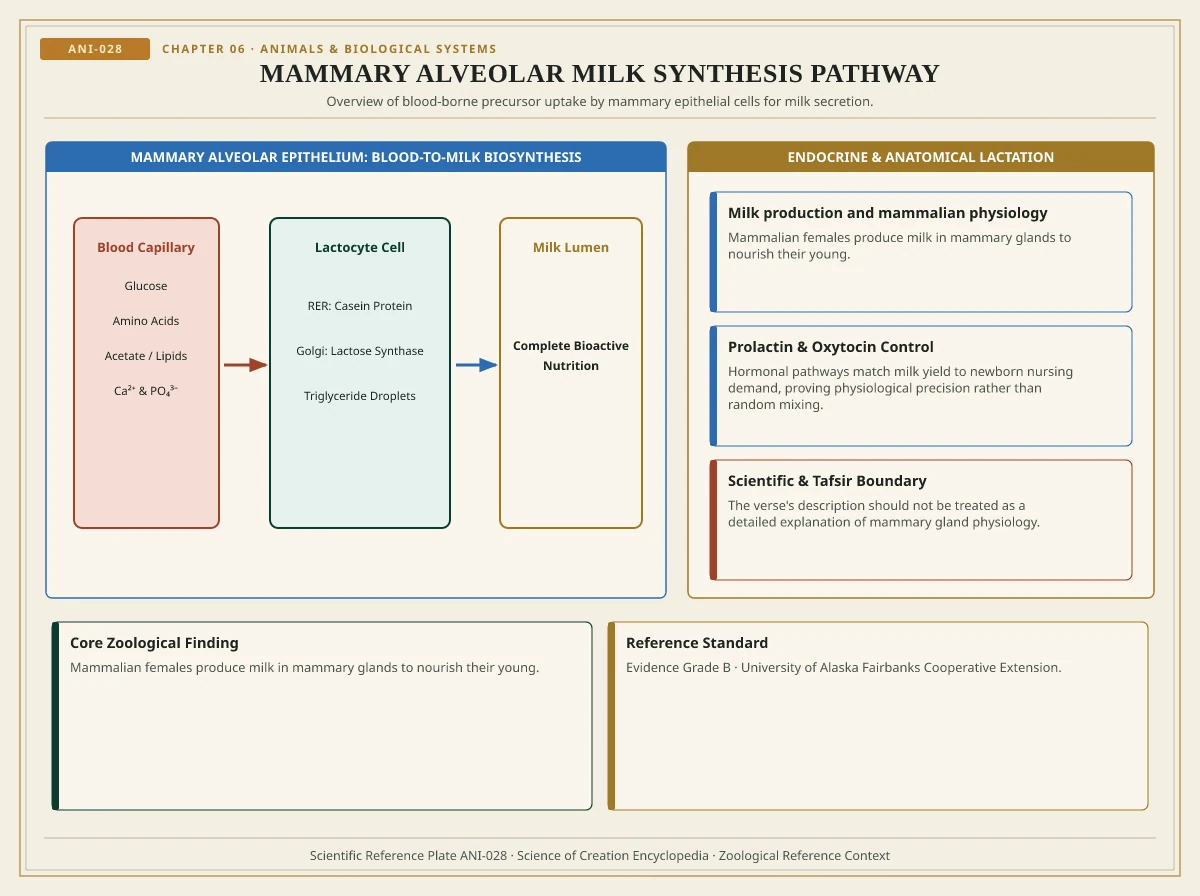 ANI-028
CHAPTER 06 · ANIMALS & BIOLOGICAL SYSTEMS
MAMMARY ALVEOLAR MILK SYNTHESIS PATHWAY
Overview of blood-borne precursor uptake by mammary epithelial cells for milk secretion.
MAMMARY ALVEOLAR EPITHELIUM: BLOOD-TO-MILK BIOSYNTHESIS
Blood Capillary
Glucose
Amino Acids
Acetate / Lipids
Ca²⁺ & PO₄³⁻
Lactocyte Cell
RER: Casein Protein
Golgi: Lactose Synthase
Triglyceride Droplets
Milk Lumen
Complete Bioactive
Nutrition
ENDOCRINE & ANATOMICAL LACTATION
Milk production and mammalian physiology
Mammalian females produce milk in mammary glands to
nourish their young.
Prolactin & Oxytocin Control
Hormonal pathways match milk yield to newborn nursing
demand, proving physiological precision rather than
random mixing.
Scientific & Tafsir Boundary
The verse's description should not be treated as a
detailed explanation of mammary gland physiology.
Core Zoological Finding
Mammalian females produce milk in mammary glands to nourish their young.
Reference Standard
Evidence Grade B · University of Alaska Fairbanks Cooperative Extension.
Scientific Reference Plate ANI-028 · Science of Creation Encyclopedia · Zoological Reference Context